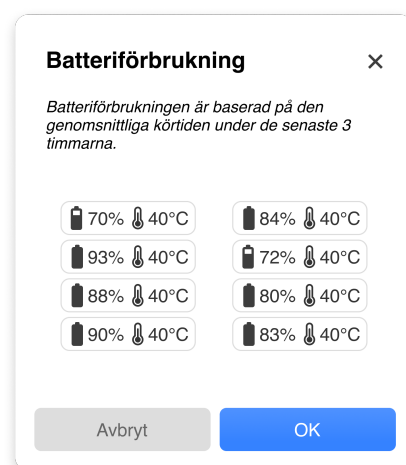 Batteriförbrukning
Batteriförbrukningen är baserad på den
genomsnittliga körtiden under de senaste 3
timmarna.
70% 40°C 84% 40°C
93% 40°C 72% 40°C
88% 40°C 80% 40°C
90% 40°C 83% 40°C
Avbryt OK